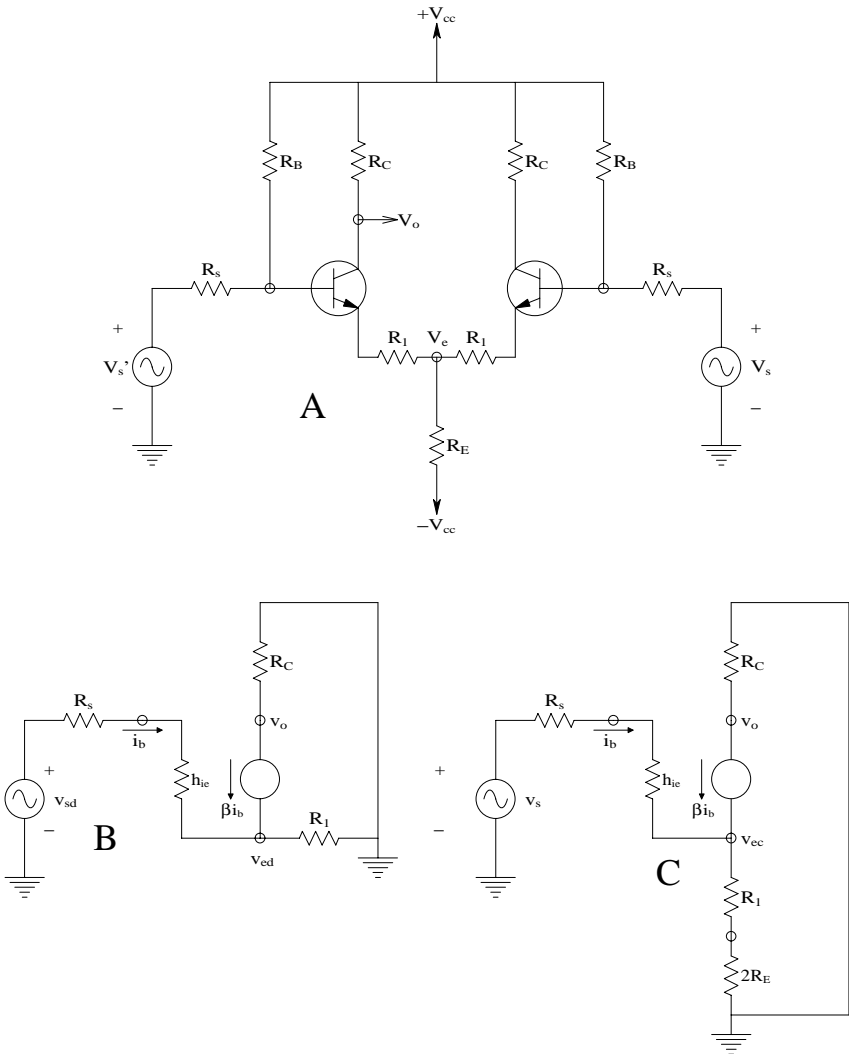 +Vcc
RB RC RC RB
Vo
Rs Rs
R1 Ve R1
+ +
Vs' Vs
− −
A
RE
−Vcc
RC RC
Rs vo Rs vo
ib ib
+ +
hie hie
vsd βib vs βib
− R1 −
B ved vec
C
R1
2RE